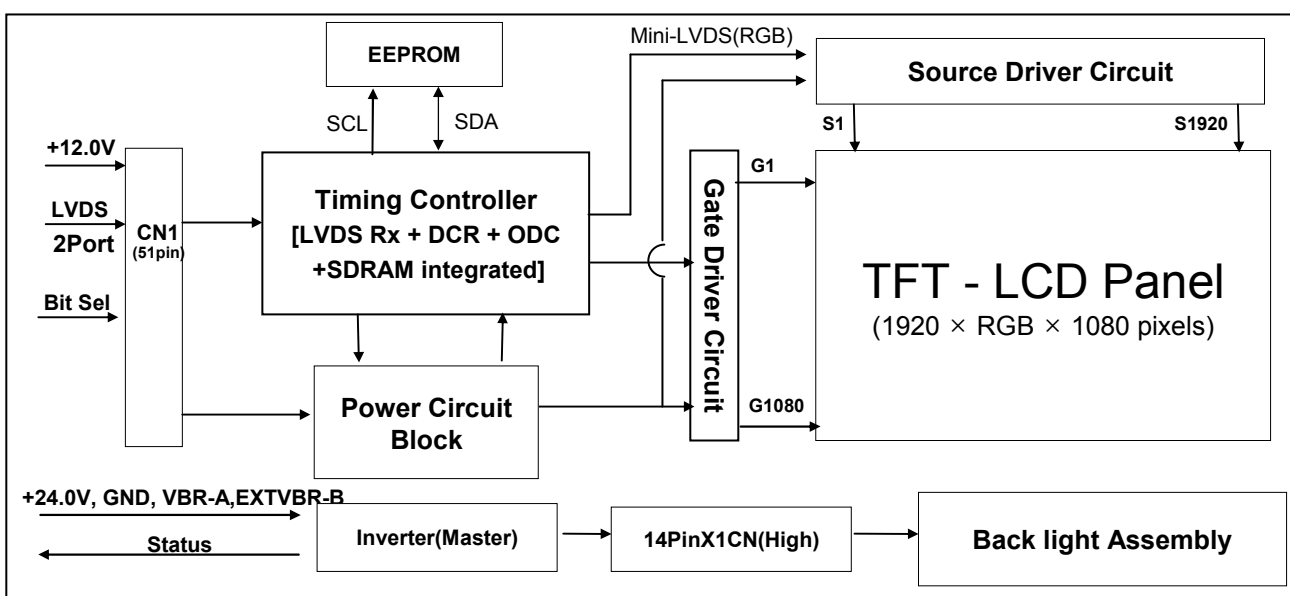 Mini-LVDS(RGB)
EEPROM
Source Driver Circuit
SCL
SDA
S1
S1920
+12.0V
LVDS
2Port
Bit Sel
CN1
(51pin)
Timing Controller
[LVDS Rx + DCR + ODC
+SDRAM integrated]
G1
Gate Driver Circuit
G1080
TFT - LCD Panel
(1920 × RGB × 1080 pixels)
Power Circuit
Block
+24.0V, GND, VBR-A,EXTVBR-B
Status
Inverter(Master)
14PinX1CN(High)
Back light Assembly